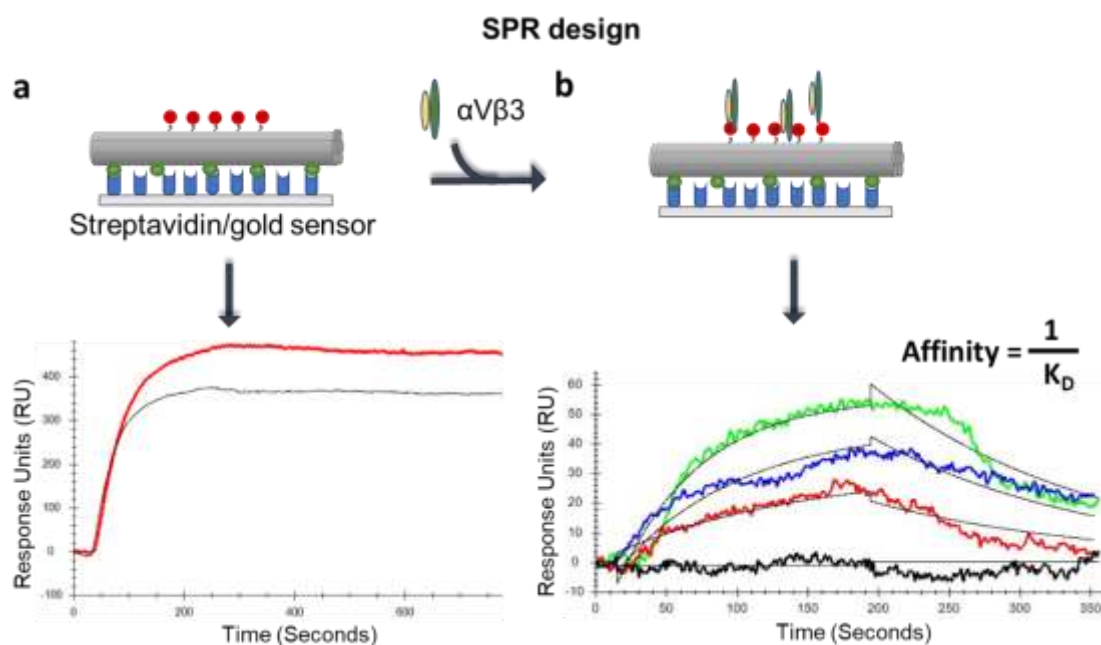 SPR design
a
αVβ3
b
Streptavidin/gold sensor
Affinity = 1
K_D
Response Units (RU)
400
300
200
100
0
-100
0
200
400
600
Time (Seconds)
Response Units (RU)
60
50
40
30
20
10
0
-10
0
50
100
150
200
250
300
350
Time (Seconds)